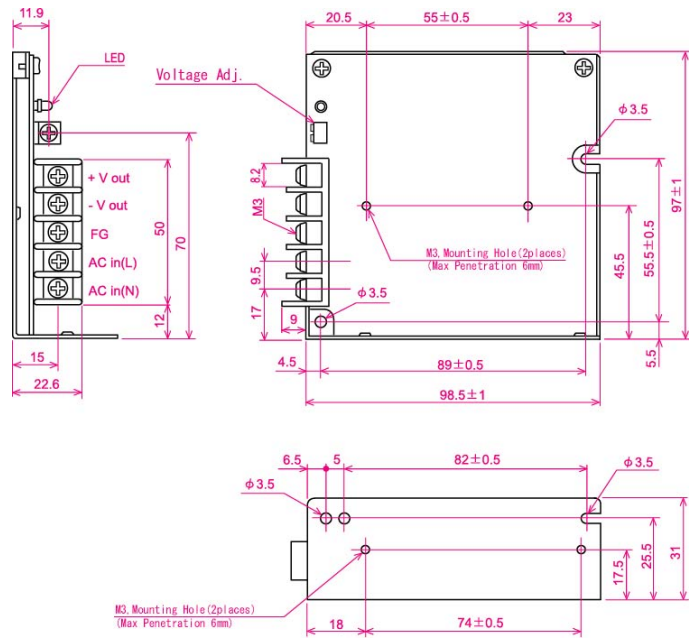 11.9
LED
+ V out
- V out
FG
AC in(L)
AC in(N)
50
70
12
15
22.6
20.5
55±0.5
23
Voltage Adj.
φ3.5
8.2
M3
9.5
17
9
M3,Mounting Hole(2places)
(Max Penetration 6mm)
φ3.5
45.5
55.5±0.5
97±1
5.5
4.5
89±0.5
98.5±1
6.5
5
82±0.5
φ3.5
φ3.5
17.5
25.5
31
M3,Mounting Hole(2places)
(Max Penetration 6mm)
18
74±0.5